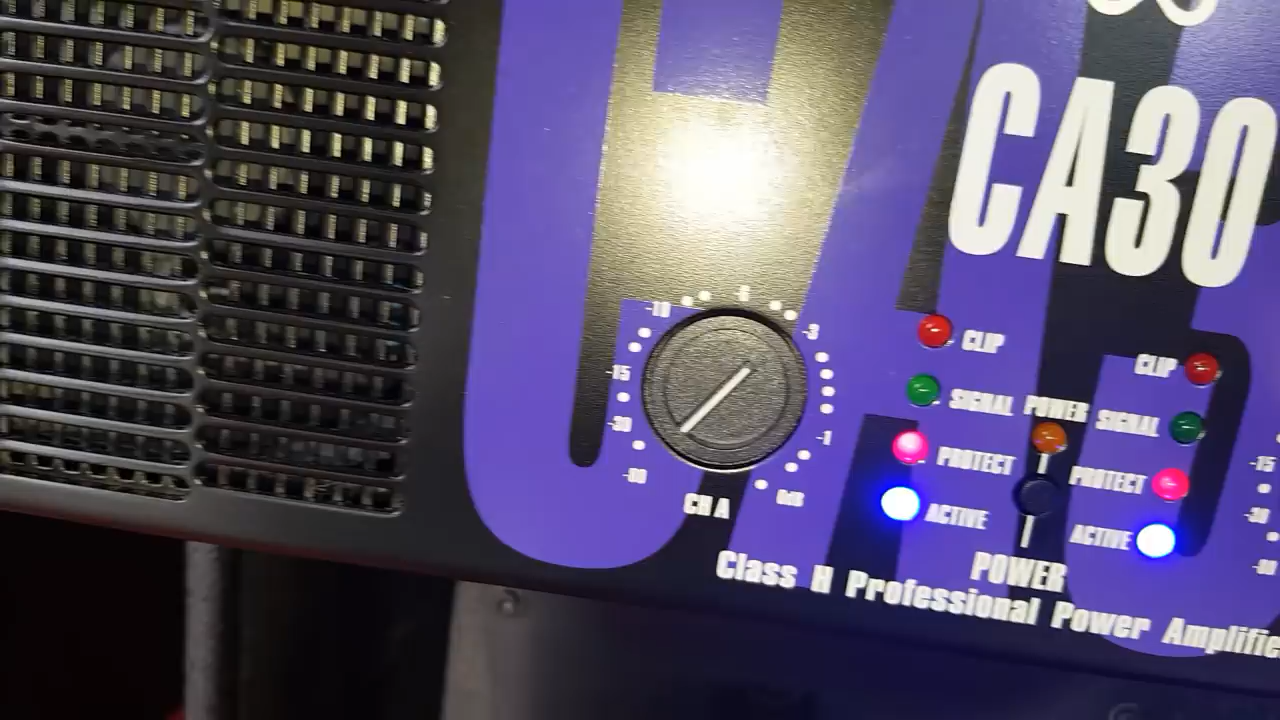 CA30
-10
-3
-15
-30
-1
-80
0dB
CH A
CLIP
CLIP
SIGNAL POWER SIGNAL
PROTECT
PROTECT
ACTIVE
ACTIVE
POWER
-15
-30
-80
Class H Professional Power Amplifie